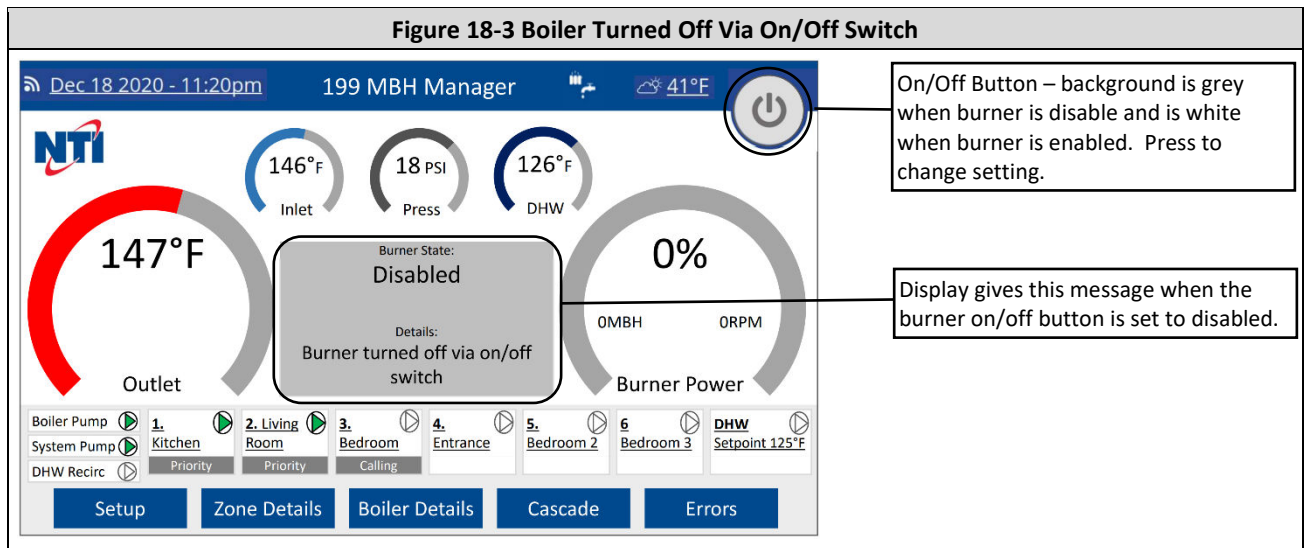 Figure 18-3 Boiler Turned Off Via On/Off Switch
Dec 18 2020 - 11:20pm
199 MBH Manager
41°F
On/Off Button – background is grey
when burner is disable and is white
when burner is enabled. Press to
change setting.
NTI
146°F
Inlet
18 PSI
Press
126°F
DHW
147°F
Outlet
Burner State:
Disabled
Details:
Burner turned off via on/off
switch
0%
0MBH
0RPM
Burner Power
Display gives this message when the
burner on/off button is set to disabled.
Boiler Pump
System Pump
DHW Recirc
1.
Kitchen
Priority
2. Living
Room
Priority
3.
Bedroom
Calling
4.
Entrance
5.
Bedroom 2
6
Bedroom 3
DHW
Setpoint 125°F
Setup
Zone Details
Boiler Details
Cascade
Errors